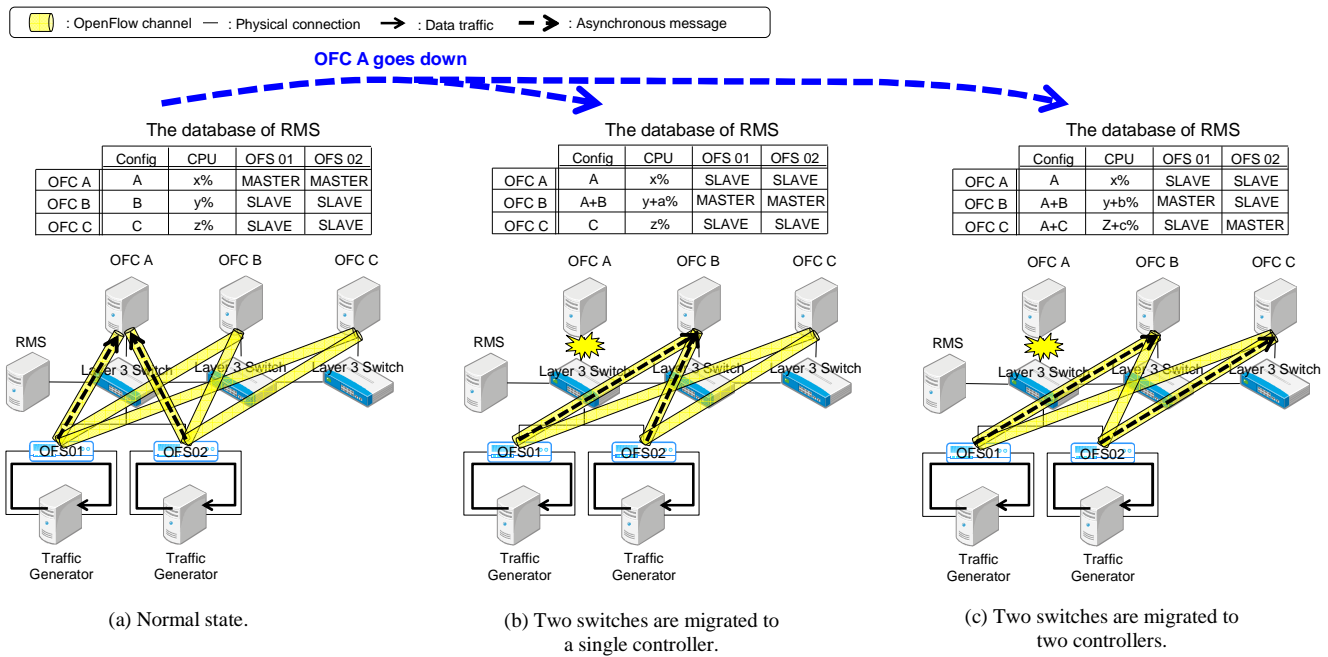 : OpenFlow channel — : Physical connection : Data traffic : Asynchronous message
OFC A goes down
The database of RMS
Config CPU OFS 01 OFS 02
OFC A A x% MASTER MASTER
OFC B B y% SLAVE SLAVE
OFC C C z% SLAVE SLAVE
OFC A OFC B OFC C
RMS
Layer 3 Switch Layer 3 Switch Layer 3 Switch
OFS01 OFS02
Traffic Generator
Traffic Generator
(a) Normal state.
The database of RMS
Config CPU OFS 01 OFS 02
OFC A A x% SLAVE SLAVE
OFC B A+B y+a% MASTER MASTER
OFC C C z% SLAVE SLAVE
OFC A OFC B OFC C
RMS
Layer 3 Switch Layer 3 Switch Layer 3 Switch
OFS01 OFS02
Traffic Generator
Traffic Generator
(b) Two switches are migrated to
a single controller.
The database of RMS
Config CPU OFS 01 OFS 02
OFC A A x% SLAVE SLAVE
OFC B A+B y+b% MASTER SLAVE
OFC C A+C Z+c% SLAVE MASTER
OFC A OFC B OFC C
RMS
Layer 3 Switch Layer 3 Switch Layer 3 Switch
OFS01 OFS02
Traffic Generator
Traffic Generator
(c) Two switches are migrated to
two controllers.